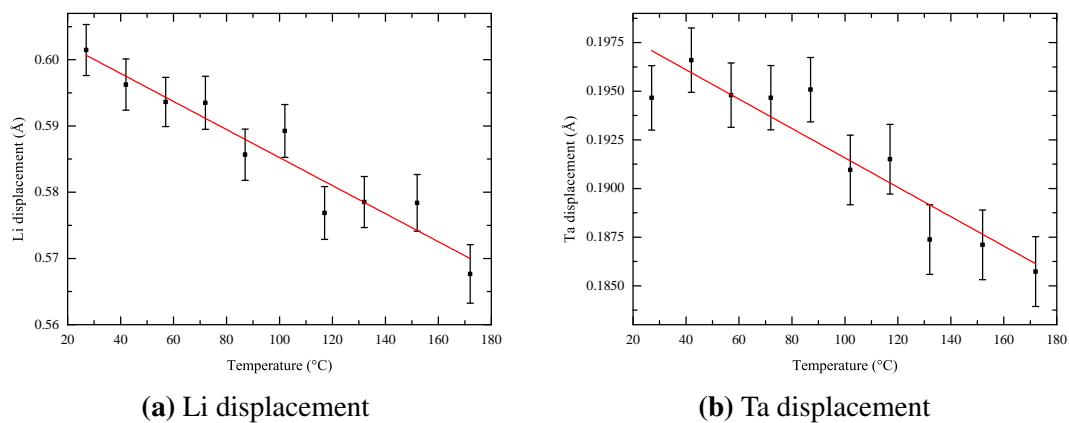 0.60
0.59
0.58
0.57
0.56
Li displacement (Å)
20 40 60 80 100 120 140 160 180
Temperature (°C)
(a) Li displacement
0.1975
0.1950
0.1925
0.1900
0.1875
0.1850
Ta displacement (Å)
20 40 60 80 100 120 140 160 180
Temperature (°C)
(b) Ta displacement